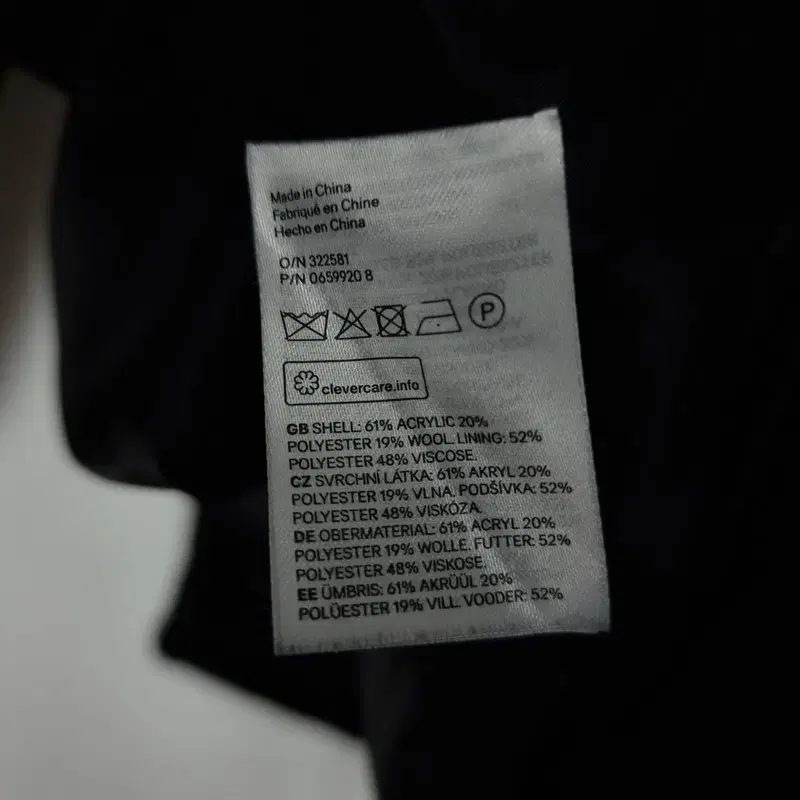 Made in China
Fabriqué en Chine
Hecho en China
O/N 322581
P/N 0659920 8
P
clevercare.info
GB SHELL: 61% ACRYLIC 20%
POLYESTER 19% WOOL. LINING: 52%
POLYESTER 48% VISCOSE.
CZ SVRCHNÍ LÁTKA: 61% AKRYL 20%
POLYESTER 19% VLNA. PODŠÍVKA: 52%
POLYESTER 48% VISKÓZA.
DE OBERMATERIAL: 61% ACRYL 20%
POLYESTER 19% WOLLE. FUTTER: 52%
POLYESTER 48% VISKOSE.
EE ÜMBRIS: 61% AKRÜÜL 20%
POLÜESTER 19% VILL. VOODER: 52%